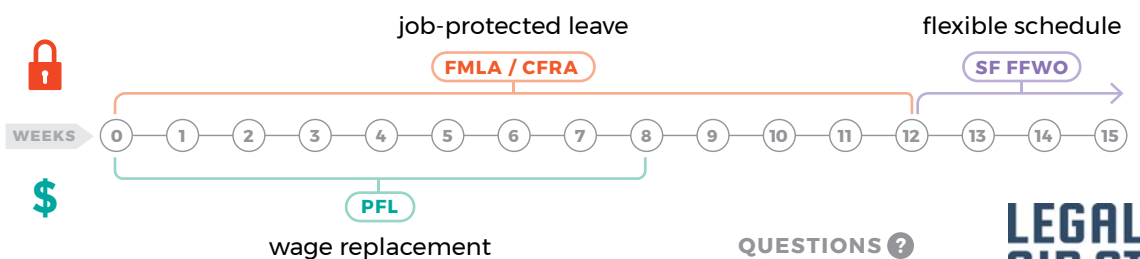 job-protected leave
flexible schedule
FMLA / CFRA
SF FFWO
WEEKS 0 1 2 3 4 5 6 7 8 9 10 11 12 13 14 15
$
PFL
wage replacement
QUESTIONS ?
LEGAL